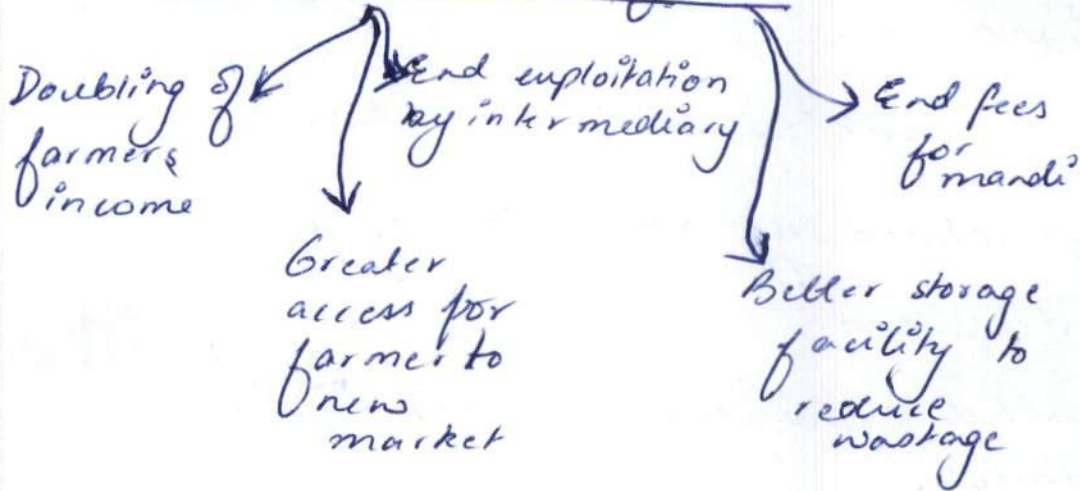 Doubling of
farmers
income
End exploitation
by intermediary
Greater
access for
farmer to
new
market
End fees
for
mandi
Better storage
facility to
reduce
wastage